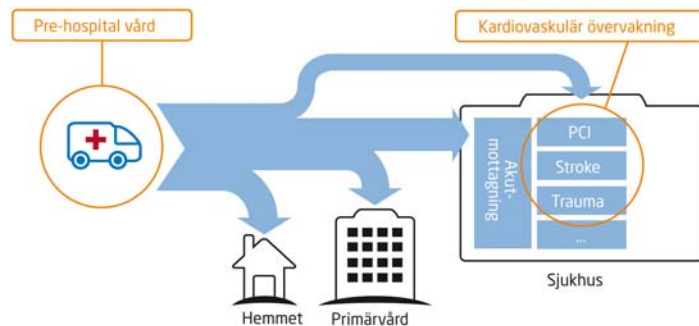 Pre-hospital vård
Kardiovaskulär övervakning
Akut-
mottagning
PCI
Stroke
Trauma
...
Sjukhus
Hemmet
Primärvård